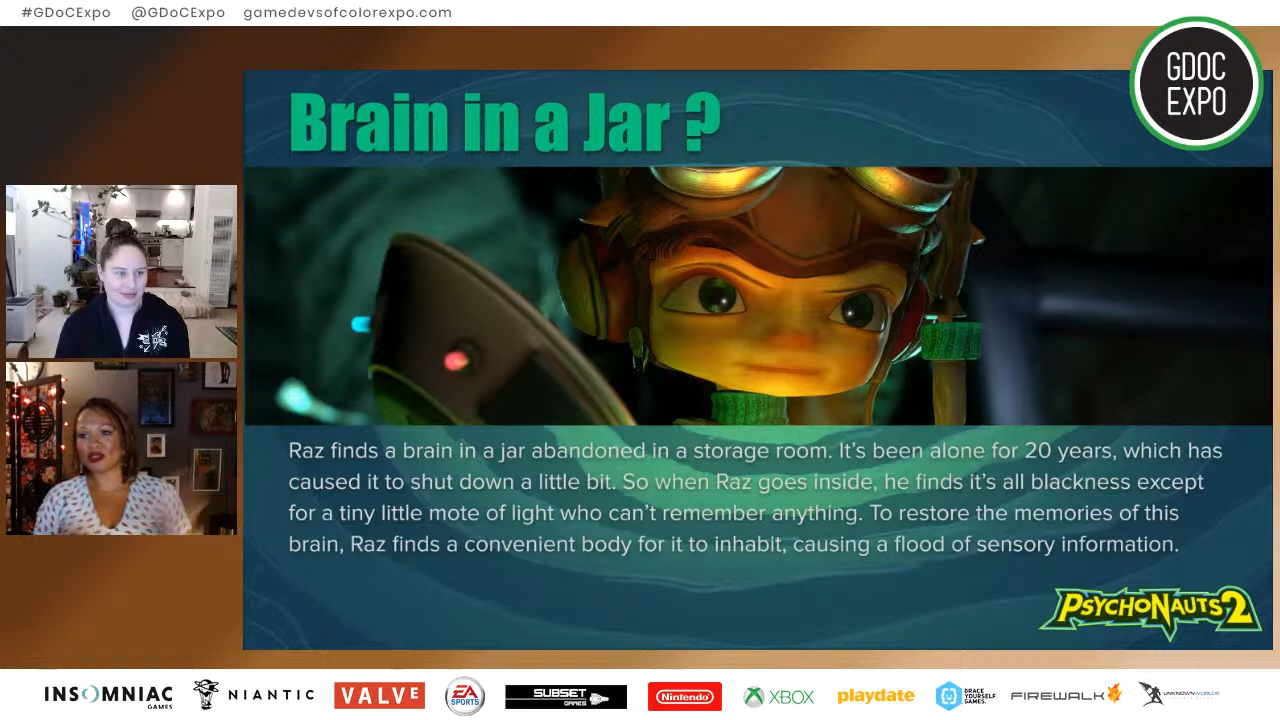 #GDoCExpo @GDoCExpo gamedevsofcolorexpo.com
GDOC
EXPO
Brain in a Jar ?
Raz finds a brain in a jar abandoned in a storage room. It’s been alone for 20 years, which has
caused it to shut down a little bit. So when Raz goes inside, he finds it’s all blackness except
for a tiny little mote of light who can’t remember anything. To restore the memories of this
brain, Raz finds a convenient body for it to inhabit, causing a flood of sensory information.
PSYCHONAUTS 2
INSOMNIAC
GAMES
NIANTIC
VALVE
EA
SPORTS
SUBSET
GAMES
Nintendo
XBOX
playdate
BRACE
YOURSELF
GAMES.
FIREWALK
UNKNOWN WORLDS